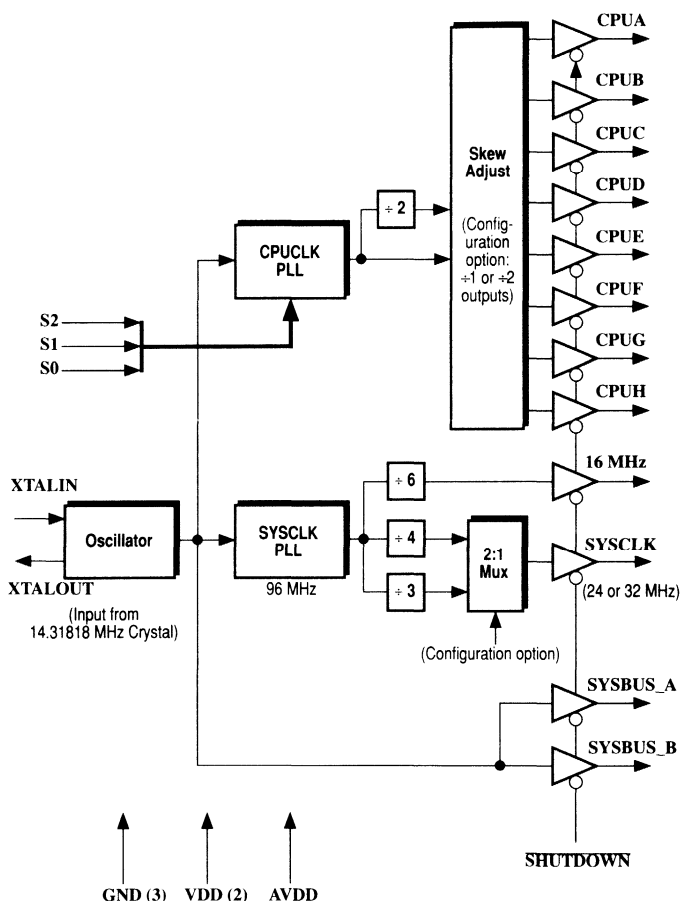 CPUA
CPUB
CPUC
CPUD
CPUE
CPUF
CPUG
CPUH
Skew
Adjust
(Config-
uration
option:
÷1 or ÷2
outputs)
÷ 2
CPUCLK
PLL
S2
S1
S0
16 MHz
÷ 6
XTALIN
Oscillator
XTALOUT
(Input from
14.31818 MHz Crystal)
SYSCLK
PLL
96 MHz
÷ 4
÷ 3
2:1
Mux
(Configuration option)
SYSCLK
(24 or 32 MHz)
SYSBUS_A
SYSBUS_B
SHUTDOWN
GND (3)
VDD (2)
AVDD